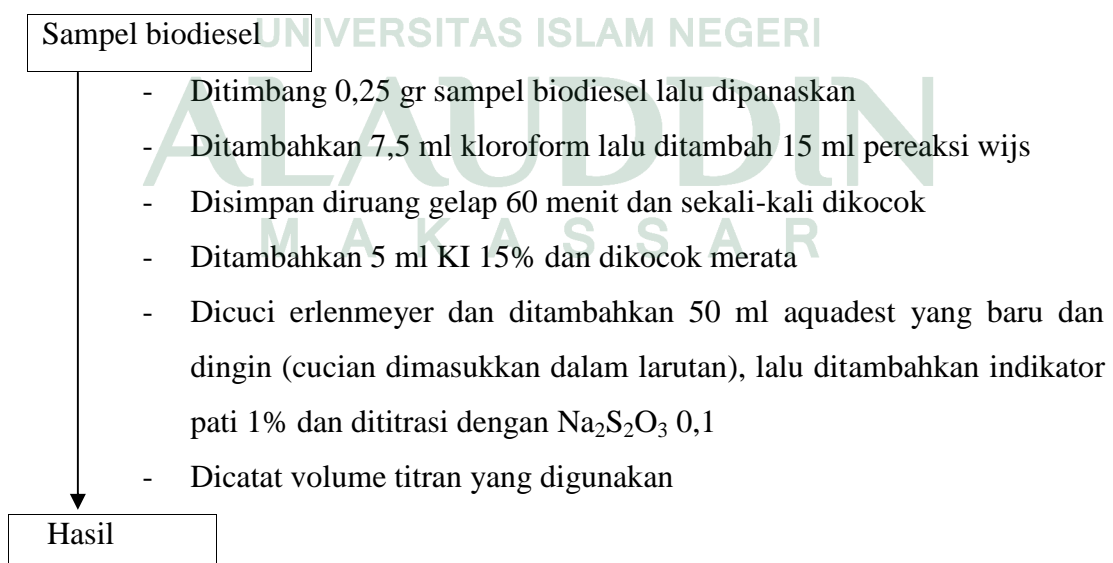 UNIVERSITAS ISLAM NEGERI
Sampel biodiesel
ALAUDDIN
- Ditimbang 0,25 gr sampel biodiesel lalu dipanaskan
- Ditambahkan 7,5 ml kloroform lalu ditambah 15 ml pereaksi wijs
- Disimpan diruang gelap 60 menit dan sekali-kali dikocok
MAKASSAR
- Ditambahkan 5 ml KI 15% dan dikocok merata
- Dicuci erlenmeyer dan ditambahkan 50 ml aquadest yang baru dan
dingin (cucian dimasukkan dalam larutan), lalu ditambahkan indikator
pati 1% dan dititrasi dengan Na₂S₂O₃ 0,1
- Dicatat volume titran yang digunakan
Hasil